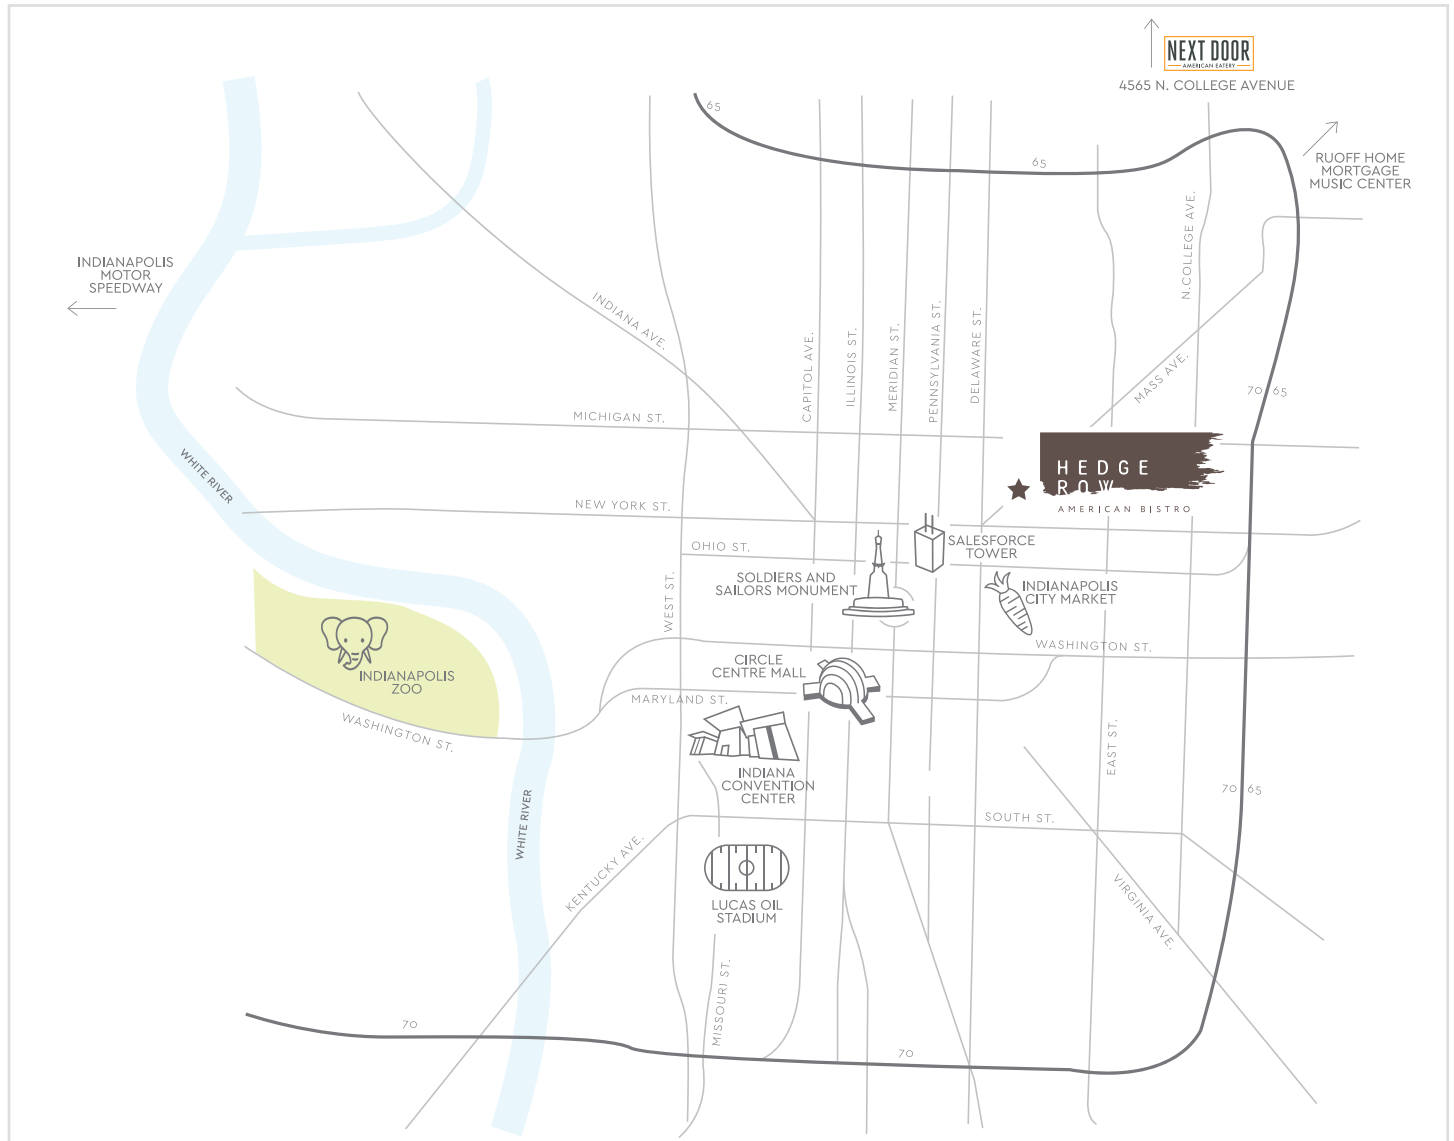 NEXT DOOR
AMERICAN EATERY
4565 N. COLLEGE AVENUE
65
65
RUOFF HOME
MORTGAGE
MUSIC CENTER
N.COLLEGE AVE.
INDIANAPOLIS
MOTOR
SPEEDWAY
INDIANA AVE.
CAPITOL AVE.
ILLINOIS ST.
MERIDIAN ST.
PENNSYLVANIA ST.
DELAWARE ST.
MASS AVE.
70
65
MICHIGAN ST.
HEDGE
ROW
AMERICAN BISTRO
WHITE RIVER
NEW YORK ST.
OHIO ST.
SALESFORCE
TOWER
SOLDIERS AND
SAILORS MONUMENT
INDIANAPOLIS
CITY MARKET
WEST ST.
WASHINGTON ST.
CIRCLE
CENTRE MALL
INDIANAPOLIS
ZOO
MARYLAND ST.
WASHINGTON ST.
EAST ST.
INDIANA
CONVENTION
CENTER
70
65
SOUTH ST.
WHITE RIVER
KENTUCKY AVE.
VIRGINIA AVE.
LUCAS OIL
STADIUM
MISSOURI ST.
70
70